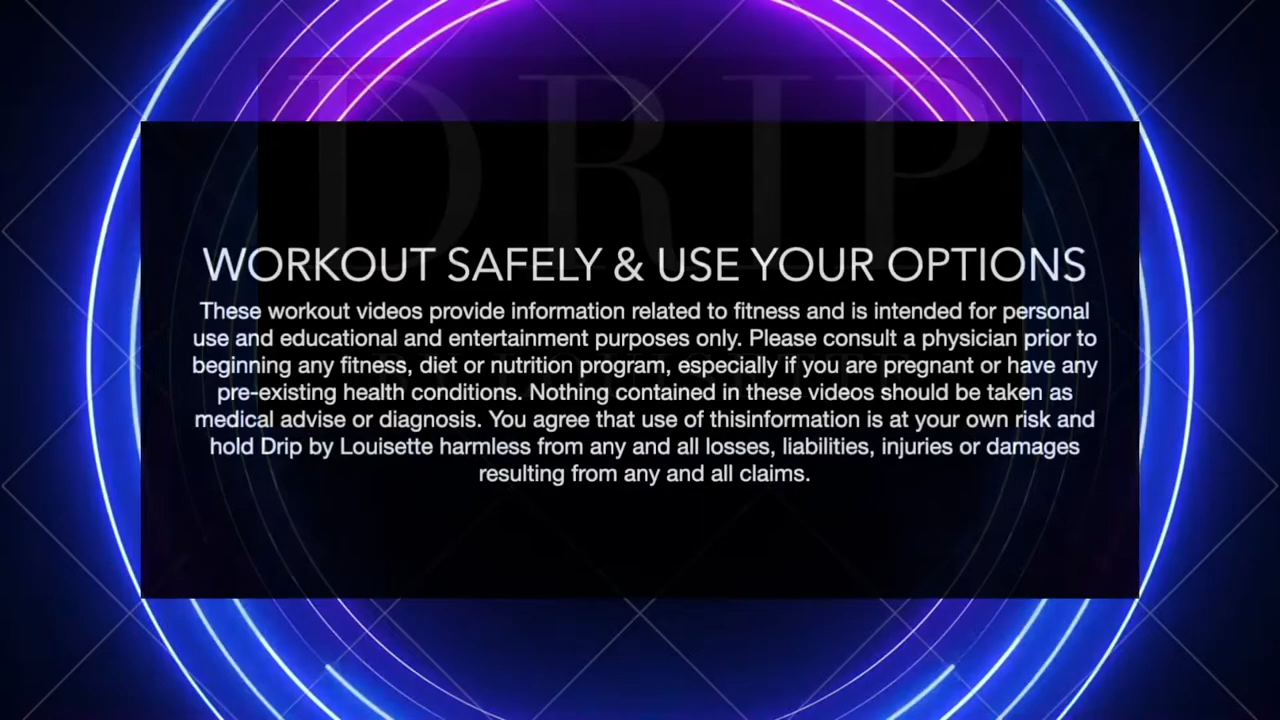 DRIP
WORKOUT SAFELY & USE YOUR OPTIONS
These workout videos provide information related to fitness and is intended for personal
use and educational and entertainment purposes only. Please consult a physician prior to
beginning any fitness, diet or nutrition program, especially if you are pregnant or have any
pre-existing health conditions. Nothing contained in these videos should be taken as
medical advise or diagnosis. You agree that use of thisinformation is at your own risk and
hold Drip by Louisette harmless from any and all losses, liabilities, injuries or damages
resulting from any and all claims.